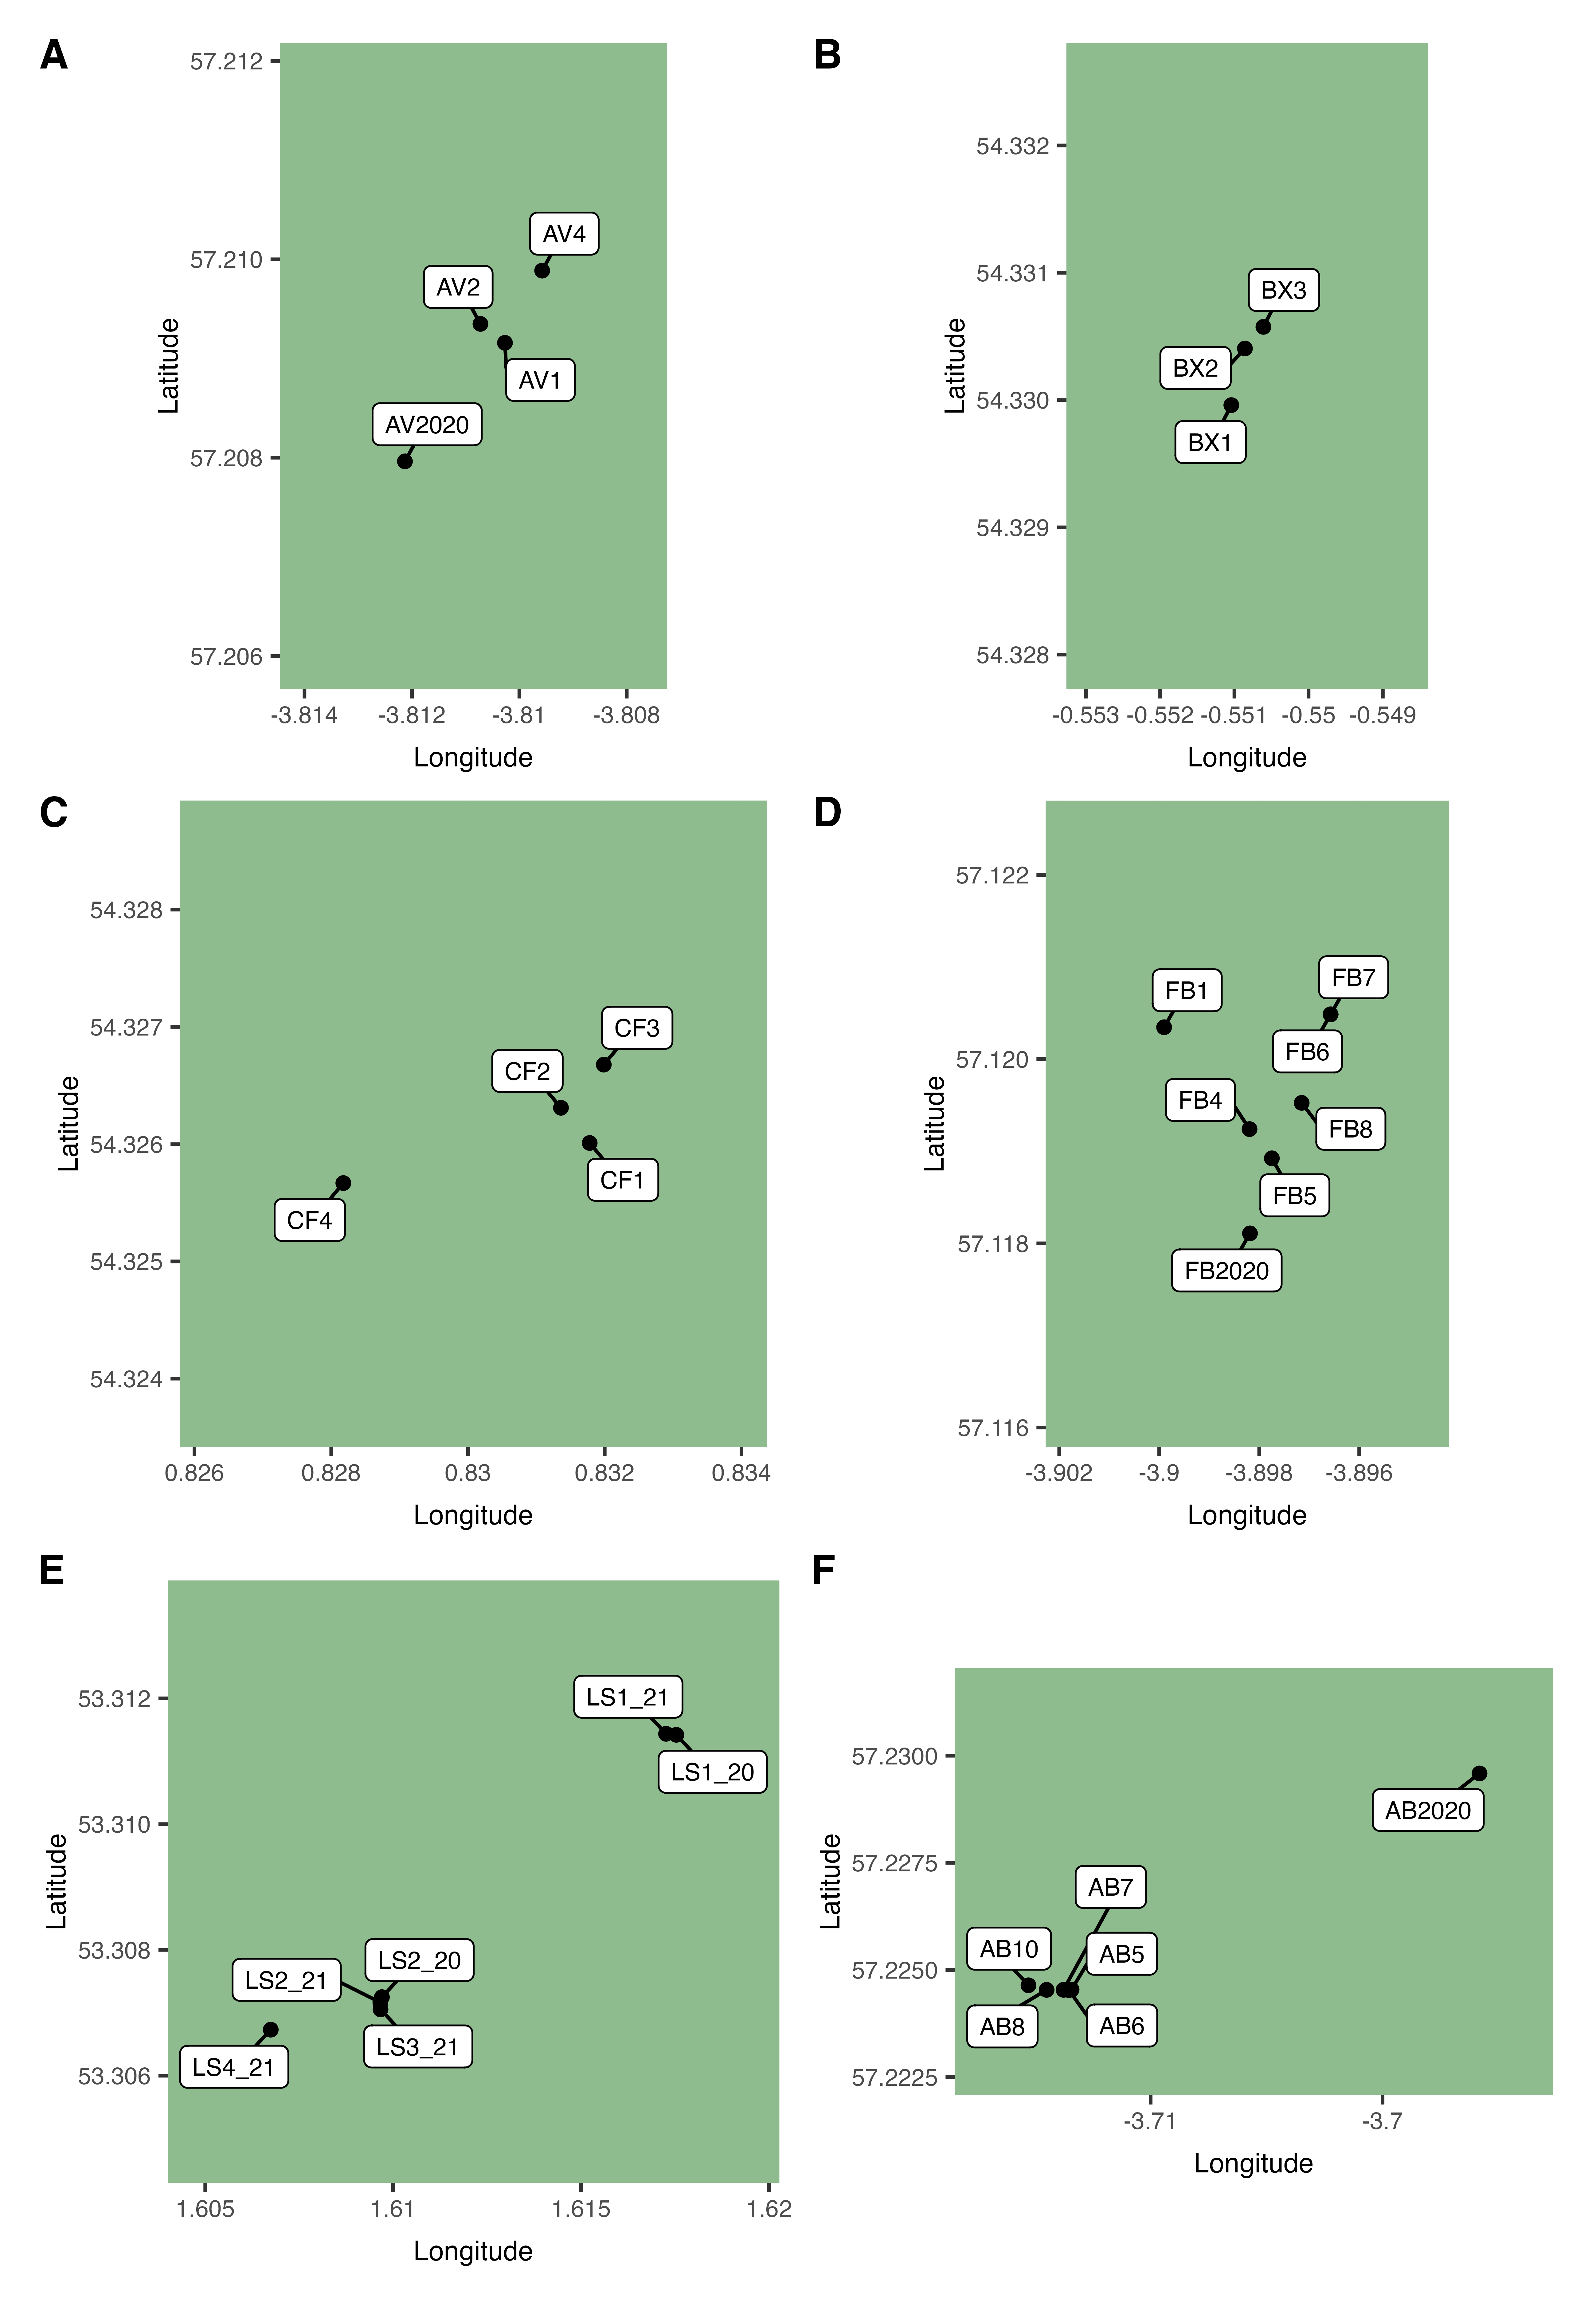 A
57.212
57.210
57.208
57.206
Latitude
AV4
AV2
AV1
AV2020
-3.814 -3.812 -3.81 -3.808
Longitude
B
54.332
54.331
54.330
54.329
54.328
Latitude
BX3
BX2
BX1
-0.553 -0.552 -0.551 -0.55 -0.549
Longitude
C
54.328
54.327
54.326
54.325
54.324
Latitude
CF3
CF2
CF1
CF4
0.826 0.828 0.83 0.832 0.834
Longitude
D
57.122
57.120
57.118
57.116
Latitude
FB7
FB1
FB6
FB4
FB8
FB5
FB2020
-3.902 -3.9 -3.898 -3.896
Longitude
E
53.312
53.310
53.308
53.306
Latitude
LS1_21
LS1_20
LS2_20
LS2_21
LS3_21
LS4_21
1.605 1.61 1.615 1.62
Longitude
F
57.2300
57.2275
57.2250
57.2225
Latitude
AB2020
AB7
AB10
AB5
AB8
AB6
-3.71 -3.7
Longitude